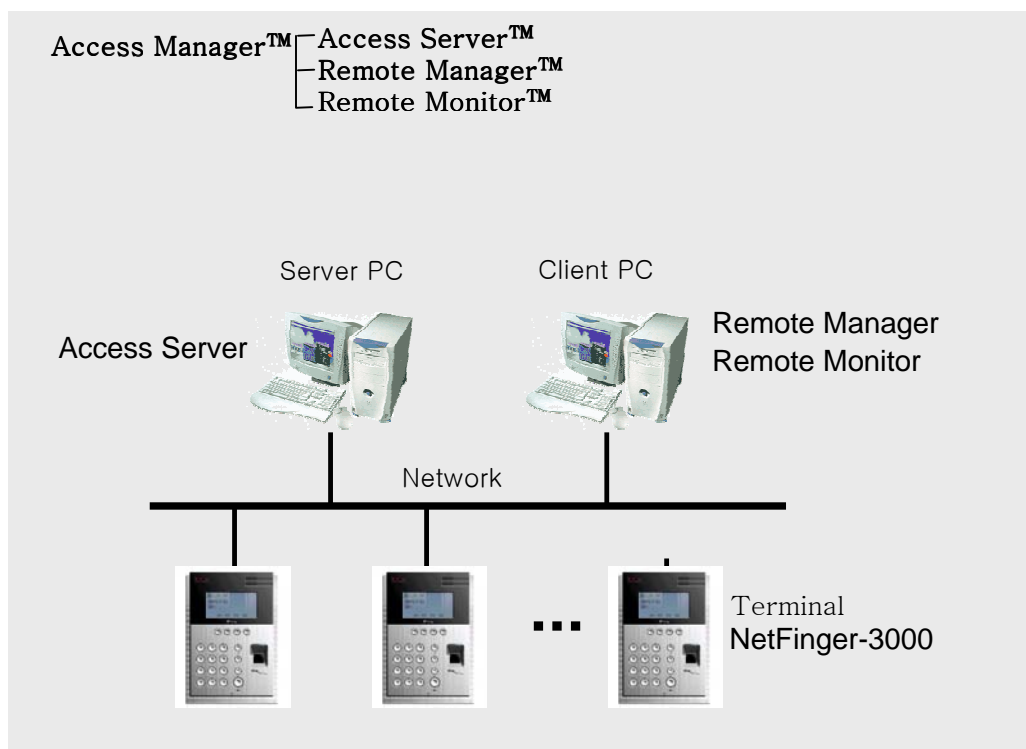 Access Manager™
Access Server™
Remote Manager™
Remote Monitor™
Server PC
Client PC
Access Server
Remote Manager
Remote Monitor
Network
...
Terminal
NetFinger-3000